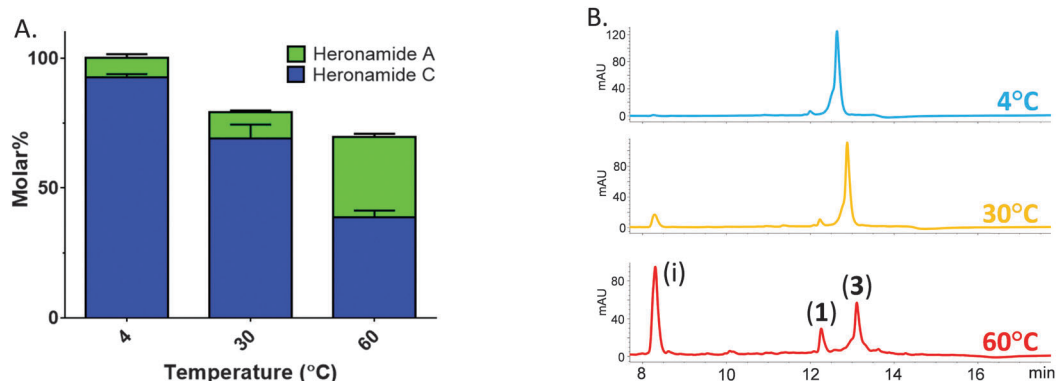 A.
100
50
0
Molar%
Heronamide A
Heronamide C
4
30
60
Temperature (°C)
B.
120
80
40
0
mAU
4°C
80
40
0
mAU
30°C
80
40
0
mAU
(i)
(1)
(3)
60°C
8 10 12 14 16 min